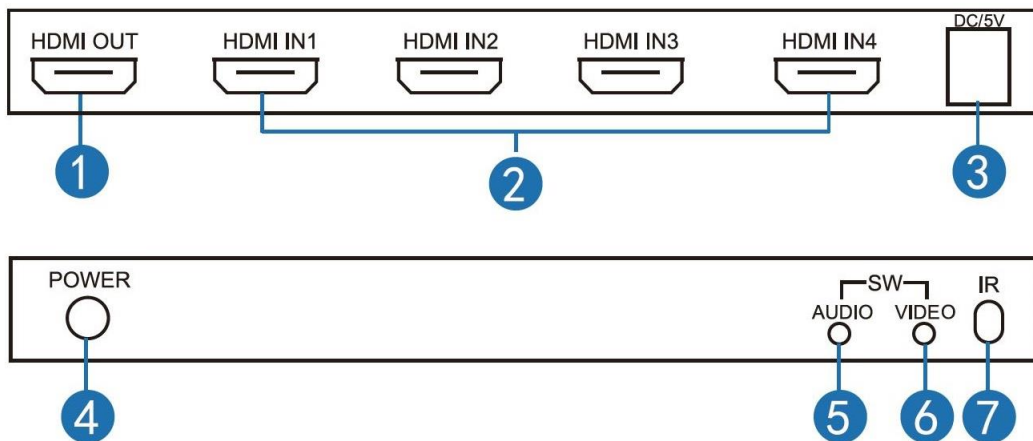 DC/5V
HDMI OUT HDMI IN1 HDMI IN2 HDMI IN3 HDMI IN4
1 2 3
POWER SW IR
AUDIO VIDEO
4 5 6 7